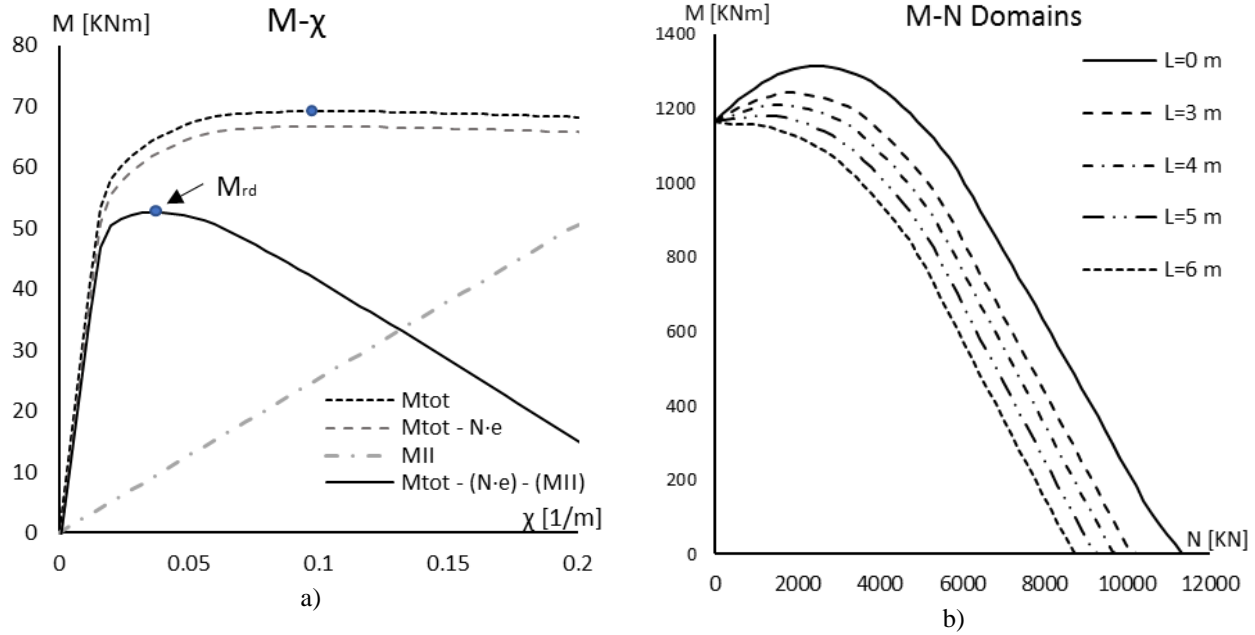 M [KNm]
M-χ
80
70
60
50
40
30
20
10
0
Mrd
Mtot
Mtot - N·e
MII
Mtot - (N·e) - (MII)
χ [1/m]
0
0.05
0.1
0.15
0.2
a)
M [KNm]
M-N Domains
1400
1200
1000
800
600
400
200
0
L=0 m
L=3 m
L=4 m
L=5 m
L=6 m
N [KN]
0
2000
4000
6000
8000
10000
12000
b)